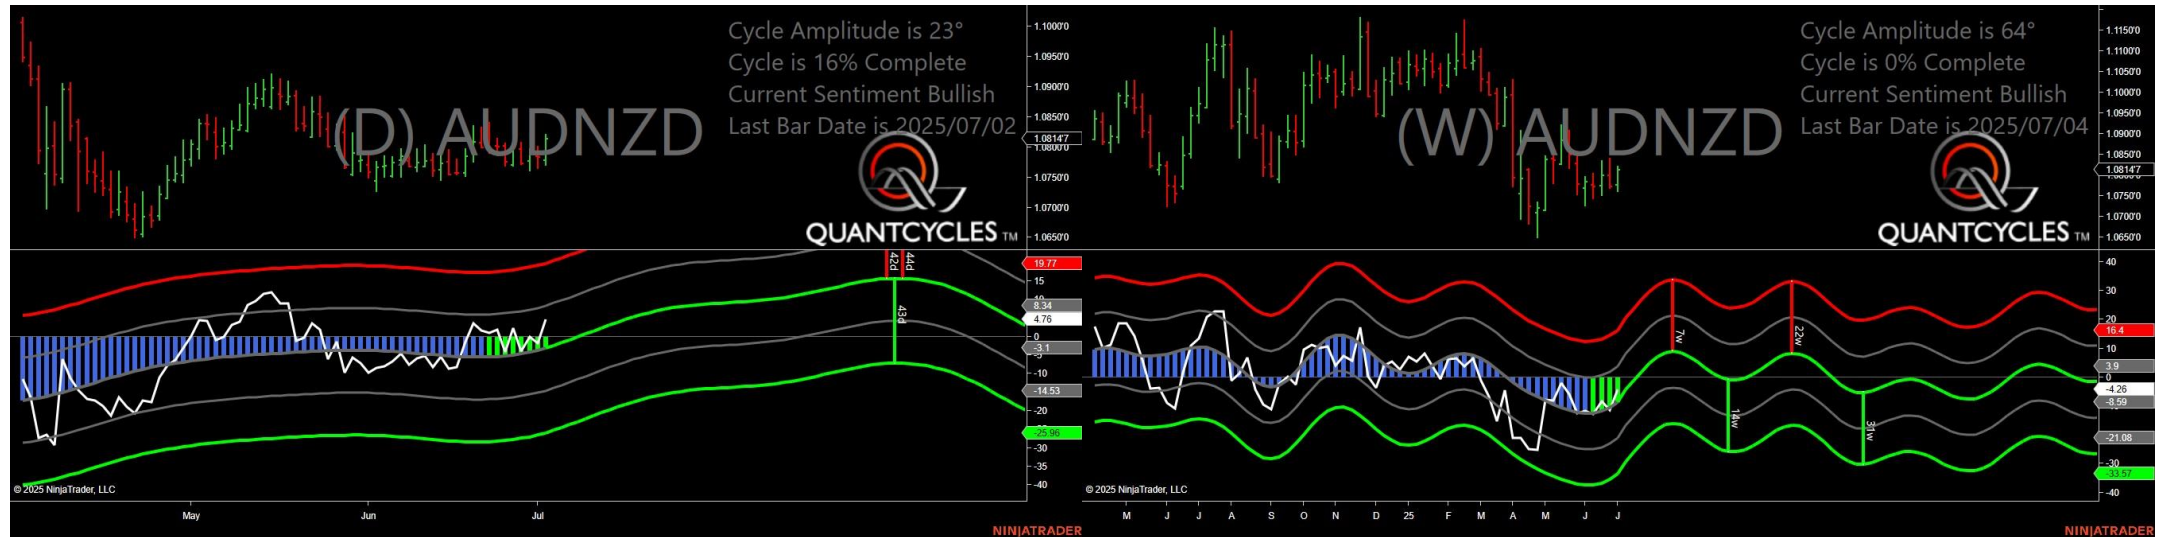 Cycle Amplitude is 23°
Cycle is 16% Complete
Current Sentiment Bullish
Last Bar Date is 2025/07/02
(D) AUDNZD
QUANTCYCLES TM
1.1000'0
1.0950'0
1.0900'0
1.0850'0
1.0814'7
1.0800'0
1.0750'0
1.0700'0
1.0650'0
42d
44d
43d
19.77
15
10
8.34
4.76
0
-3.1
-5
-10
-14.53
-20
-25.96
-30
-35
-40
© 2025 NinjaTrader, LLC
May
Jun
Jul
NINJATRADER
Cycle Amplitude is 64°
Cycle is 0% Complete
Current Sentiment Bullish
Last Bar Date is 2025/07/04
(W) AUDNZD
QUANTCYCLES TM
1.1150'0
1.1100'0
1.1050'0
1.1000'0
1.0950'0
1.0900'0
1.0850'0
1.0814'7
1.0750'0
1.0700'0
1.0650'0
7w
22w
14w
31w
40
30
20
16.4
10
3.9
0
-4.26
-8.59
-21.08
-30
-33.57
-40
© 2025 NinjaTrader, LLC
M
J
J
A
S
O
N
D
25
F
M
A
M
J
J
NINJATRADER